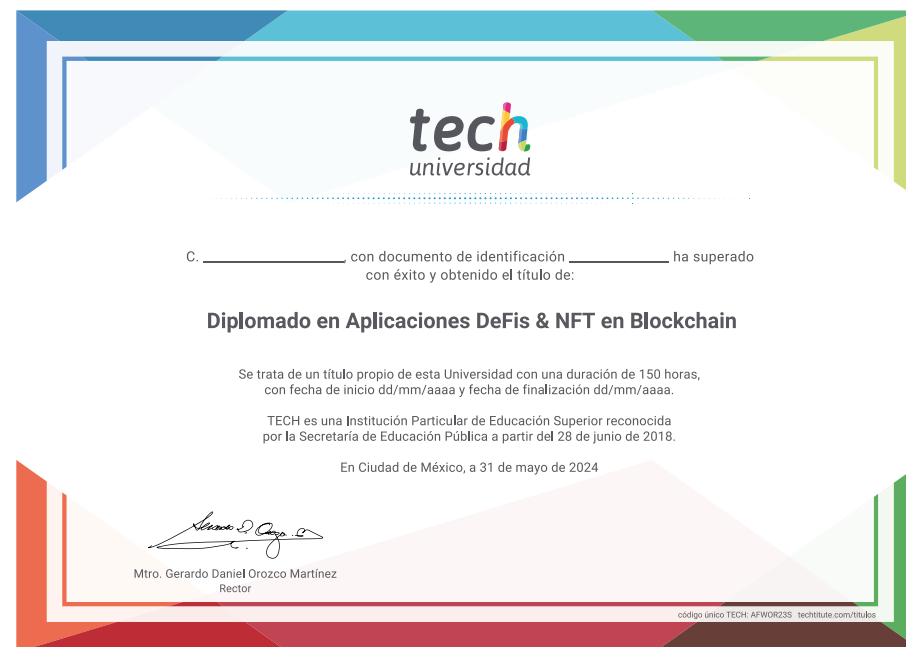 tech
universidad
C. ____________, con documento de identificación ____________ ha superado
con éxito y obtenido el título de:
Diplomado en Aplicaciones DeFis & NFT en Blockchain
Se trata de un título propio de esta Universidad con una duración de 150 horas,
con fecha de inicio dd/mm/aaaa y fecha de finalización dd/mm/aaaa.
TECH es una Institución Particular de Educación Superior reconocida
por la Secretaría de Educación Pública a partir del 28 de junio de 2018.
En Ciudad de México, a 31 de mayo de 2024
Mtro. Gerardo Daniel Orozco Martínez
Rector
código único TECH: AFWOR23S techtitute.com/titulos